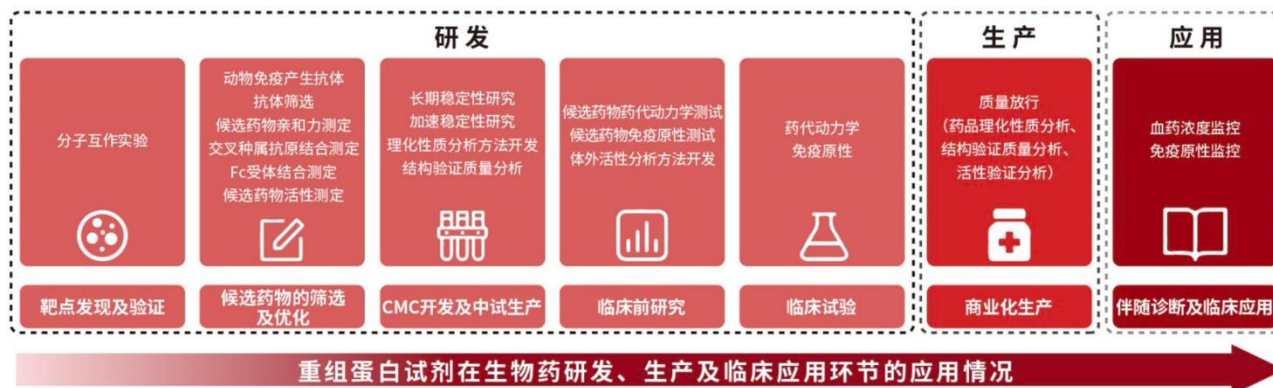 研发
生产
应用
分子互作实验
动物免疫产生抗体
抗体筛选
候选药物亲和力测定
交叉种属抗原结合测定
Fc受体结合测定
候选药物活性测定
长期稳定性研究
加速稳定性研究
理化性质分析方法开发
结构验证质量分析
候选药物药代动力学测试
候选药物免疫原性测试
体外活性分析方法开发
药代动力学
免疫原性
质量放行
（药品理化性质分析、
结构验证质量分析、
活性验证分析）
血药浓度监控
免疫原性监控
靶点发现及验证
候选药物的筛选
及优化
CMC开发及中试生产
临床前研究
临床试验
商业化生产
伴随诊断及临床应用
重组蛋白试剂在生物药研发、生产及临床应用环节的应用情况